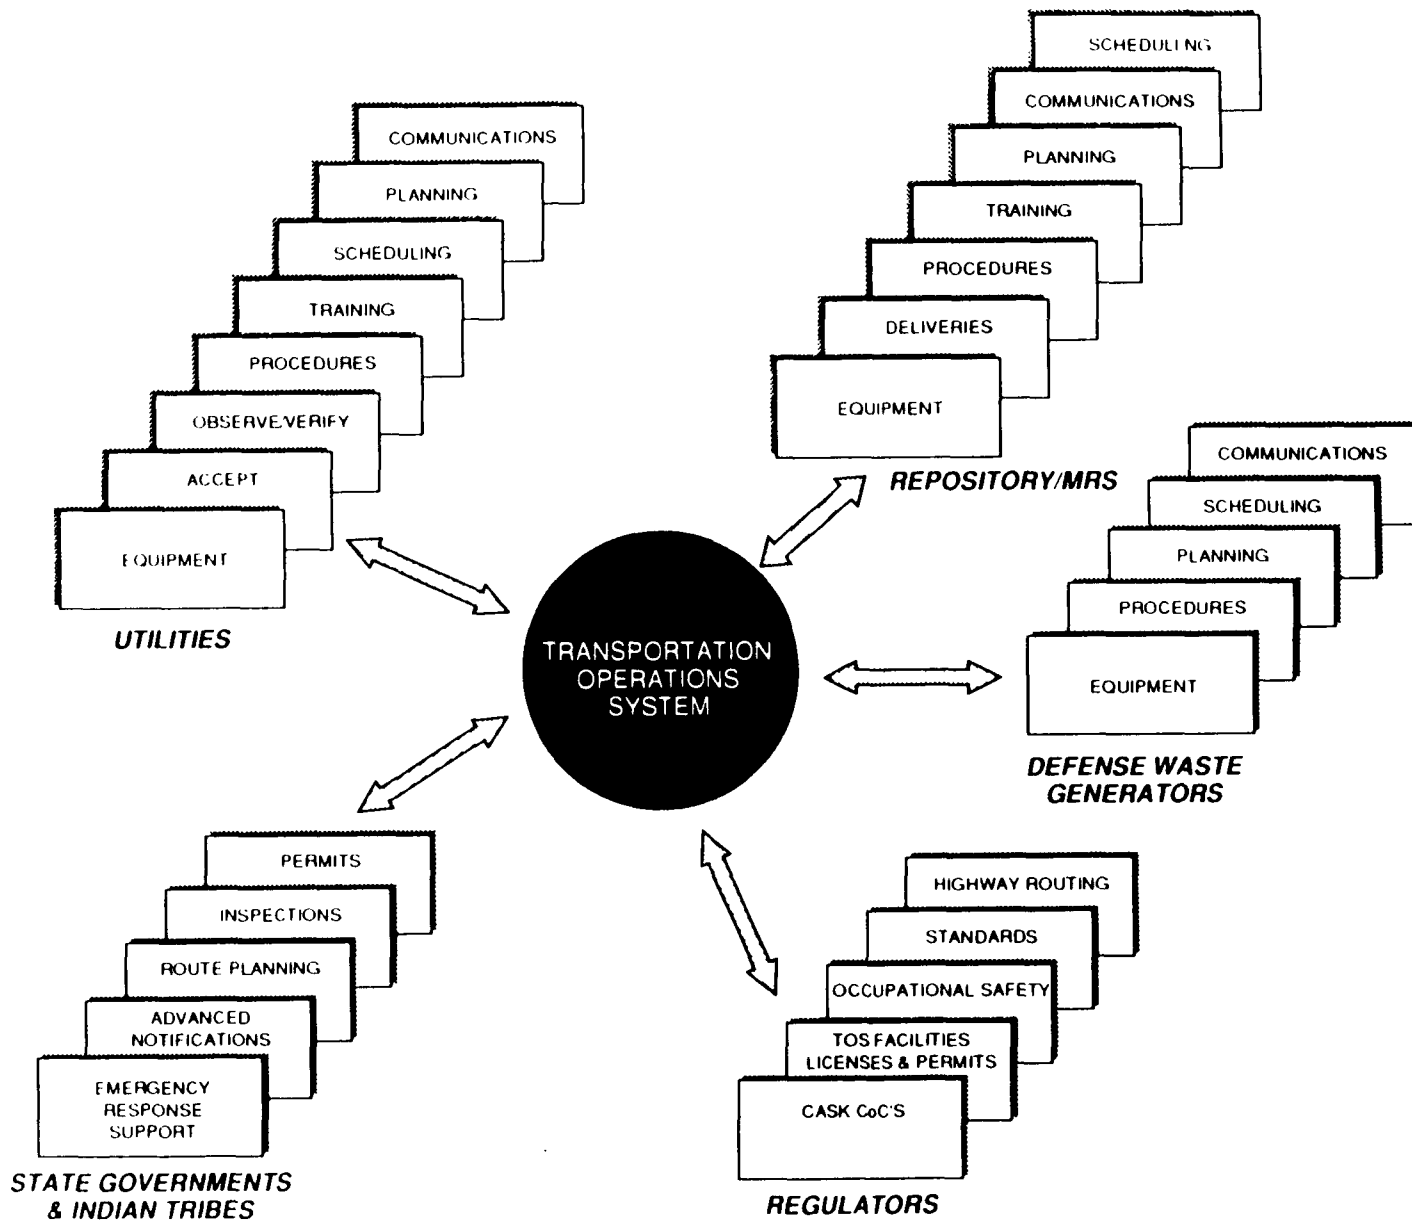 COMMUNICATIONS
PLANNING
SCHEDULING
TRAINING
PROCEDURES
OBSERVE/VERIFY
ACCEPT
EQUIPMENT
UTILITIES
SCHEDULING
COMMUNICATIONS
PLANNING
TRAINING
PROCEDURES
DELIVERIES
EQUIPMENT
REPOSITORY/MRS
COMMUNICATIONS
SCHEDULING
PLANNING
PROCEDURES
EQUIPMENT
DEFENSE WASTE
GENERATORS
TRANSPORTATION
OPERATIONS
SYSTEM
PERMITS
INSPECTIONS
ROUTE PLANNING
ADVANCED
NOTIFICATIONS
EMERGENCY
RESPONSE
SUPPORT
STATE GOVERNMENTS
& INDIAN TRIBES
HIGHWAY ROUTING
STANDARDS
OCCUPATIONAL SAFETY
TOS FACILITIES
LICENSES & PERMITS
CASK CoC'S
REGULATORS